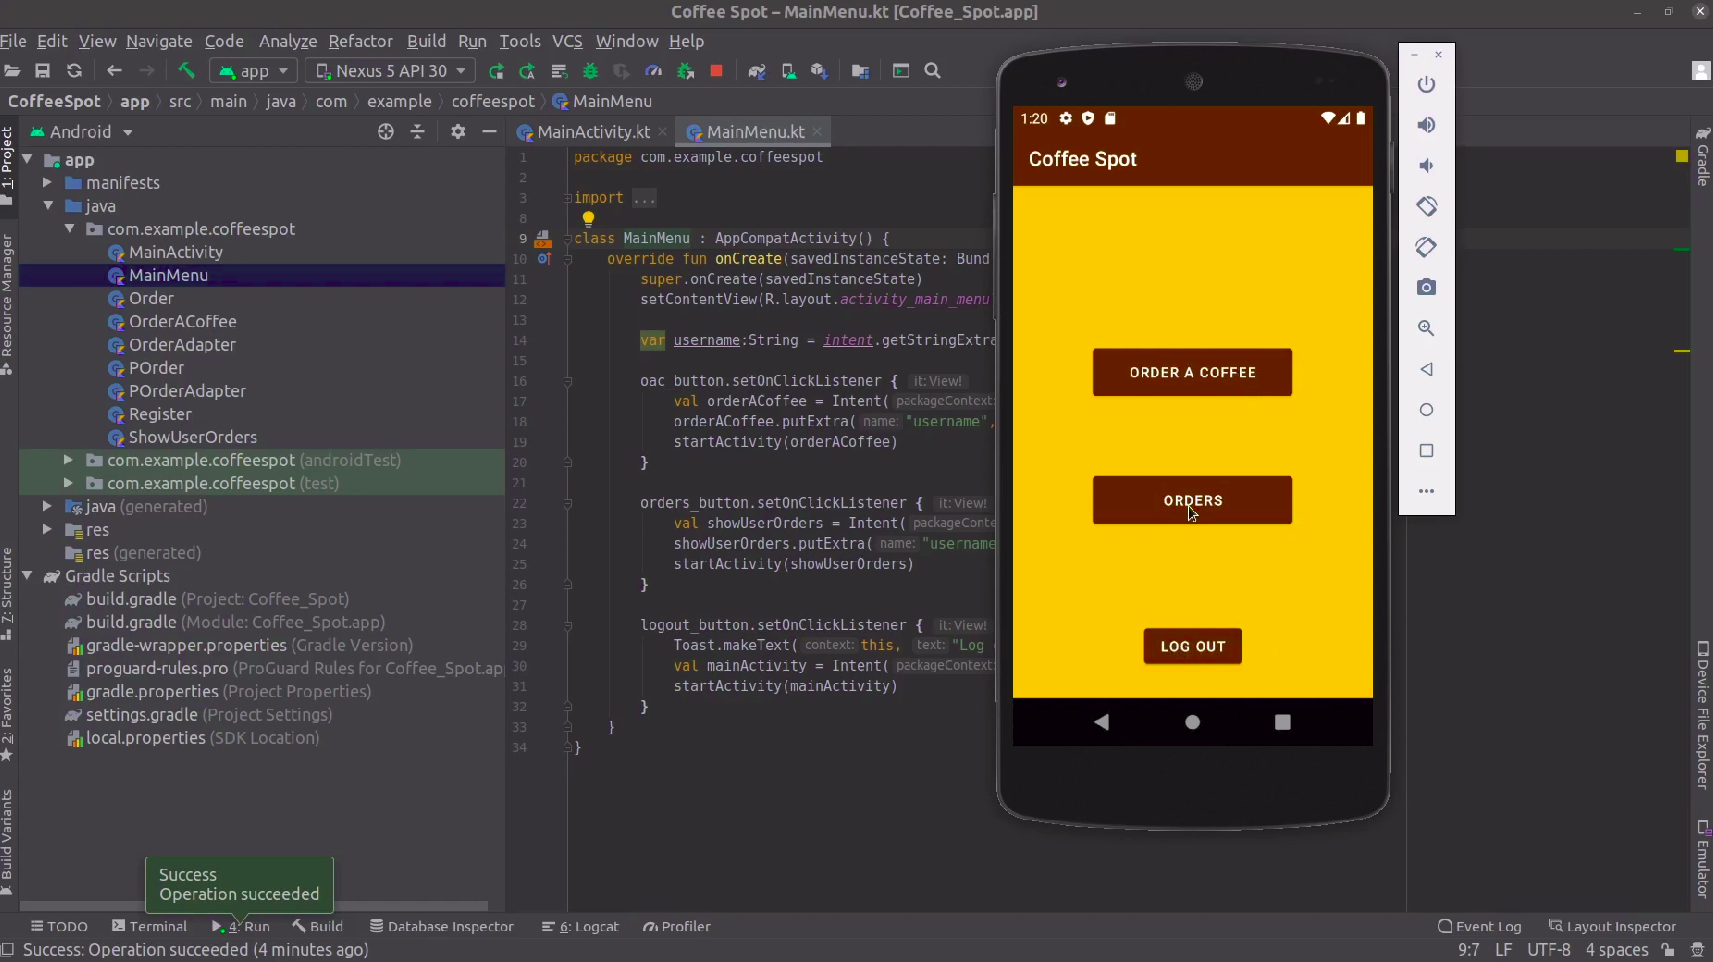 Coffee Spot – MainMenu.kt [Coffee_Spot.app]
File Edit View Navigate Code Analyze Refactor Build Run Tools VCS Window Help
app Nexus 5 API 30
CoffeeSpot app src main java com example coffeespot MainMenu
Android
MainActivity.kt MainMenu.kt
1: Project
Resource Manager
Z: Structure
2: Favorites
Build Variants
app
manifests
java
com.example.coffeespot
MainActivity
MainMenu
Order
OrderACoffee
OrderAdapter
POrder
POrderAdapter
Register
ShowUserOrders
com.example.coffeespot (androidTest)
com.example.coffeespot (test)
java (generated)
res
res (generated)
Gradle Scripts
build.gradle (Project: Coffee_Spot)
build.gradle (Module: Coffee_Spot.app)
gradle-wrapper.properties (Gradle Version)
proguard-rules.pro (ProGuard Rules for Coffee_Spot.app
gradle.properties (Project Properties)
settings.gradle (Project Settings)
local.properties (SDK Location)
1 package com.example.coffeespot
2
3 import ...
8
9 class MainMenu : AppCompatActivity() {
10 override fun onCreate(savedInstanceState: Bund
11 super.onCreate(savedInstanceState)
12 setContentView(R.layout.activity_main_menu
13
14 var username:String = intent.getStringExtra
15
16 oac_button.setOnClickListener { it: View!
17 val orderACoffee = Intent( packageContext:
18 orderACoffee.putExtra( name: "username",
19 startActivity(orderACoffee)
20 }
21
22 orders_button.setOnClickListener { it: View!
23 val showUserOrders = Intent( packageContext
24 showUserOrders.putExtra( name: "username
25 startActivity(showUserOrders)
26 }
27
28 logout_button.setOnClickListener { it: View!
29 Toast.makeText( context: this, text: "Log
30 val mainActivity = Intent( packageContext:
31 startActivity(mainActivity)
32 }
33 }
34 }
1:20
Coffee Spot
ORDER A COFFEE
ORDERS
LOG OUT
Gradle
Device File Explorer
Emulator
Success
Operation succeeded
TODO Terminal 4: Run Build Database Inspector 6: Logcat Profiler Event Log Layout Inspector
Success: Operation succeeded (4 minutes ago) 9:7 LF UTF-8 4 spaces